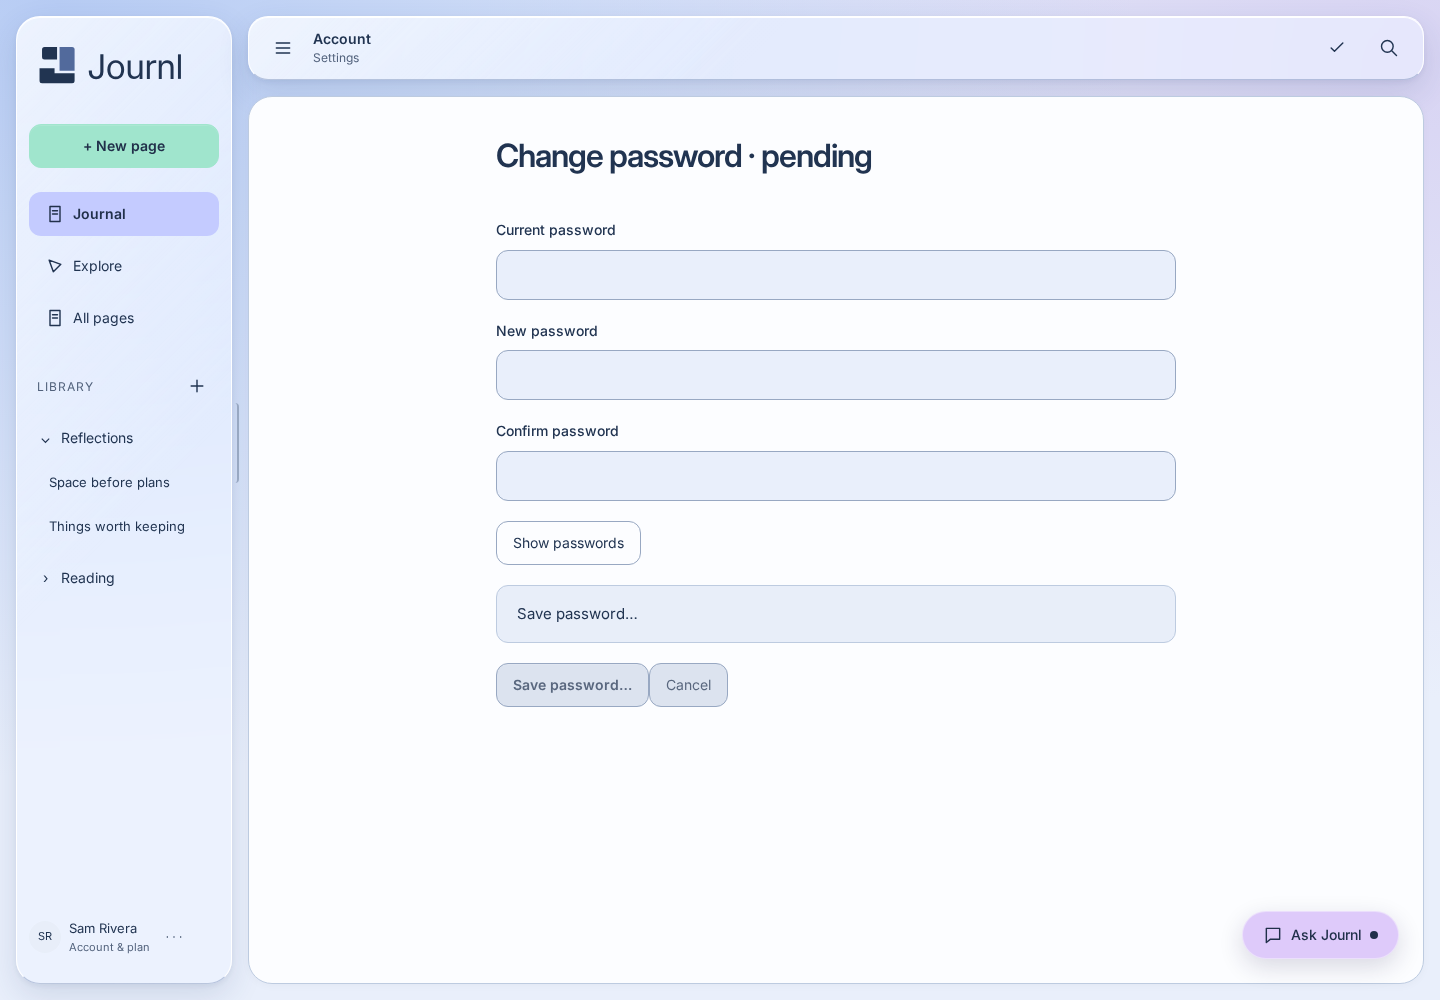 Journl
+ New page
Journal
Explore
All pages
LIBRARY
Reflections
Space before plans
Things worth keeping
Reading
SR
Sam Rivera
Account & plan
...
Account
Settings
Change password · pending
Current password
New password
Confirm password
Show passwords
Save password...
Save password...
Cancel
Ask Journl